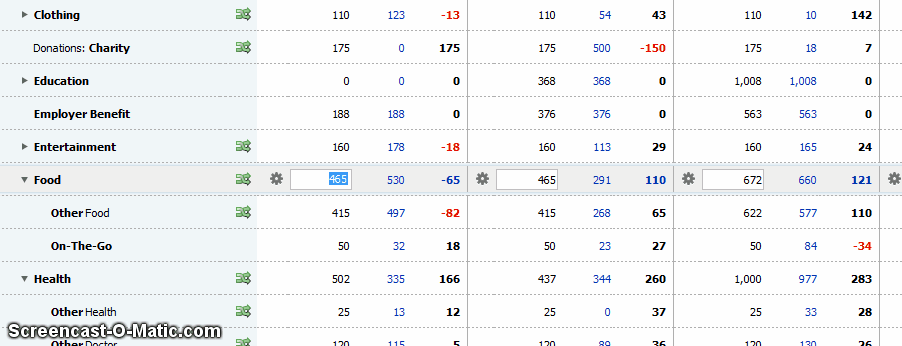 Clothing 110 123 -13 110 54 43 110 10 142
Donations: Charity 175 0 175 175 500 -150 175 18 7
Education 0 0 0 368 368 0 1,008 1,008 0
Employer Benefit 188 188 0 376 376 0 563 563 0
Entertainment 160 178 -18 160 113 29 160 165 24
Food 465 530 -65 465 291 110 672 660 121
Other Food 415 497 -82 415 268 65 622 577 110
On-The-Go 50 32 18 50 23 27 50 84 -34
Health 502 335 166 437 344 260 1,000 977 283
Other Health 25 13 12 25 0 37 25 33 28
Other Doctor 120 115 5 120 89 36 120 130 26
Screencast-O-Matic.com